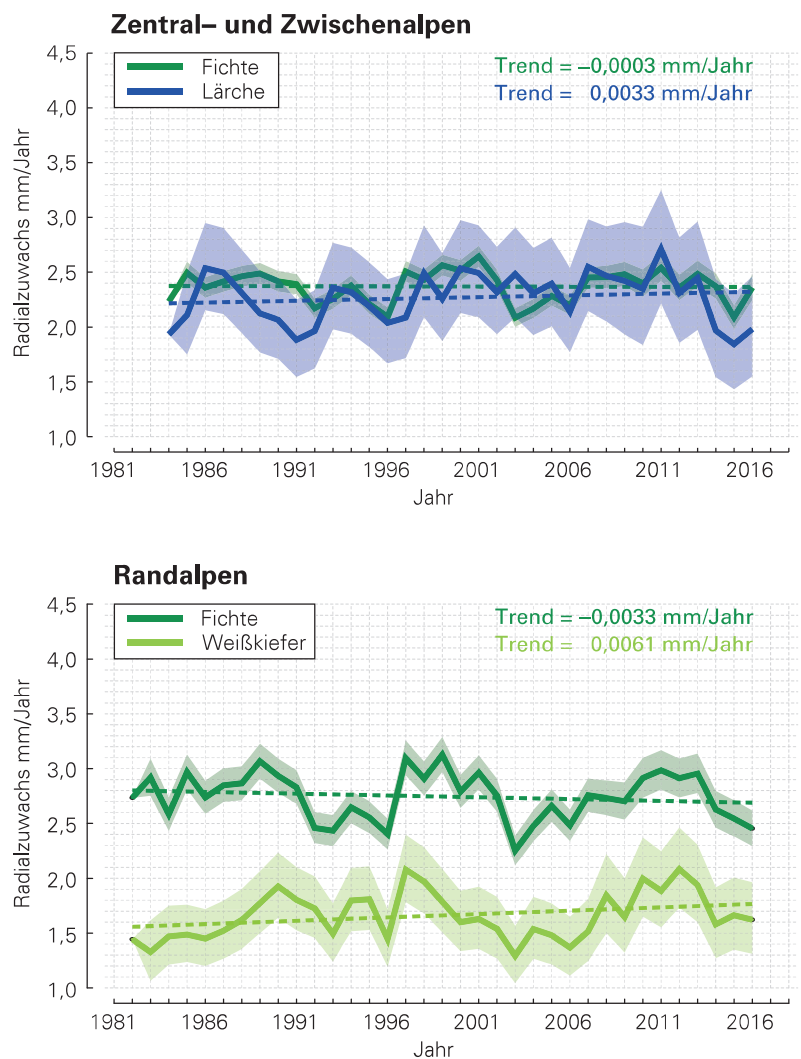 Zentral– und Zwischenalpen
Radialzuwachs mm/Jahr
4,5
4,0
3,5
3,0
2,5
2,0
1,5
1,0
Fichte
Lärche
Trend = –0,0003 mm/Jahr
Trend = 0,0033 mm/Jahr
1981 1986 1991 1996 2001 2006 2011 2016
Jahr
Randalpen
Radialzuwachs mm/Jahr
4,5
4,0
3,5
3,0
2,5
2,0
1,5
1,0
Fichte
Weißkiefer
Trend = –0,0033 mm/Jahr
Trend = 0,0061 mm/Jahr
1981 1986 1991 1996 2001 2006 2011 2016
Jahr